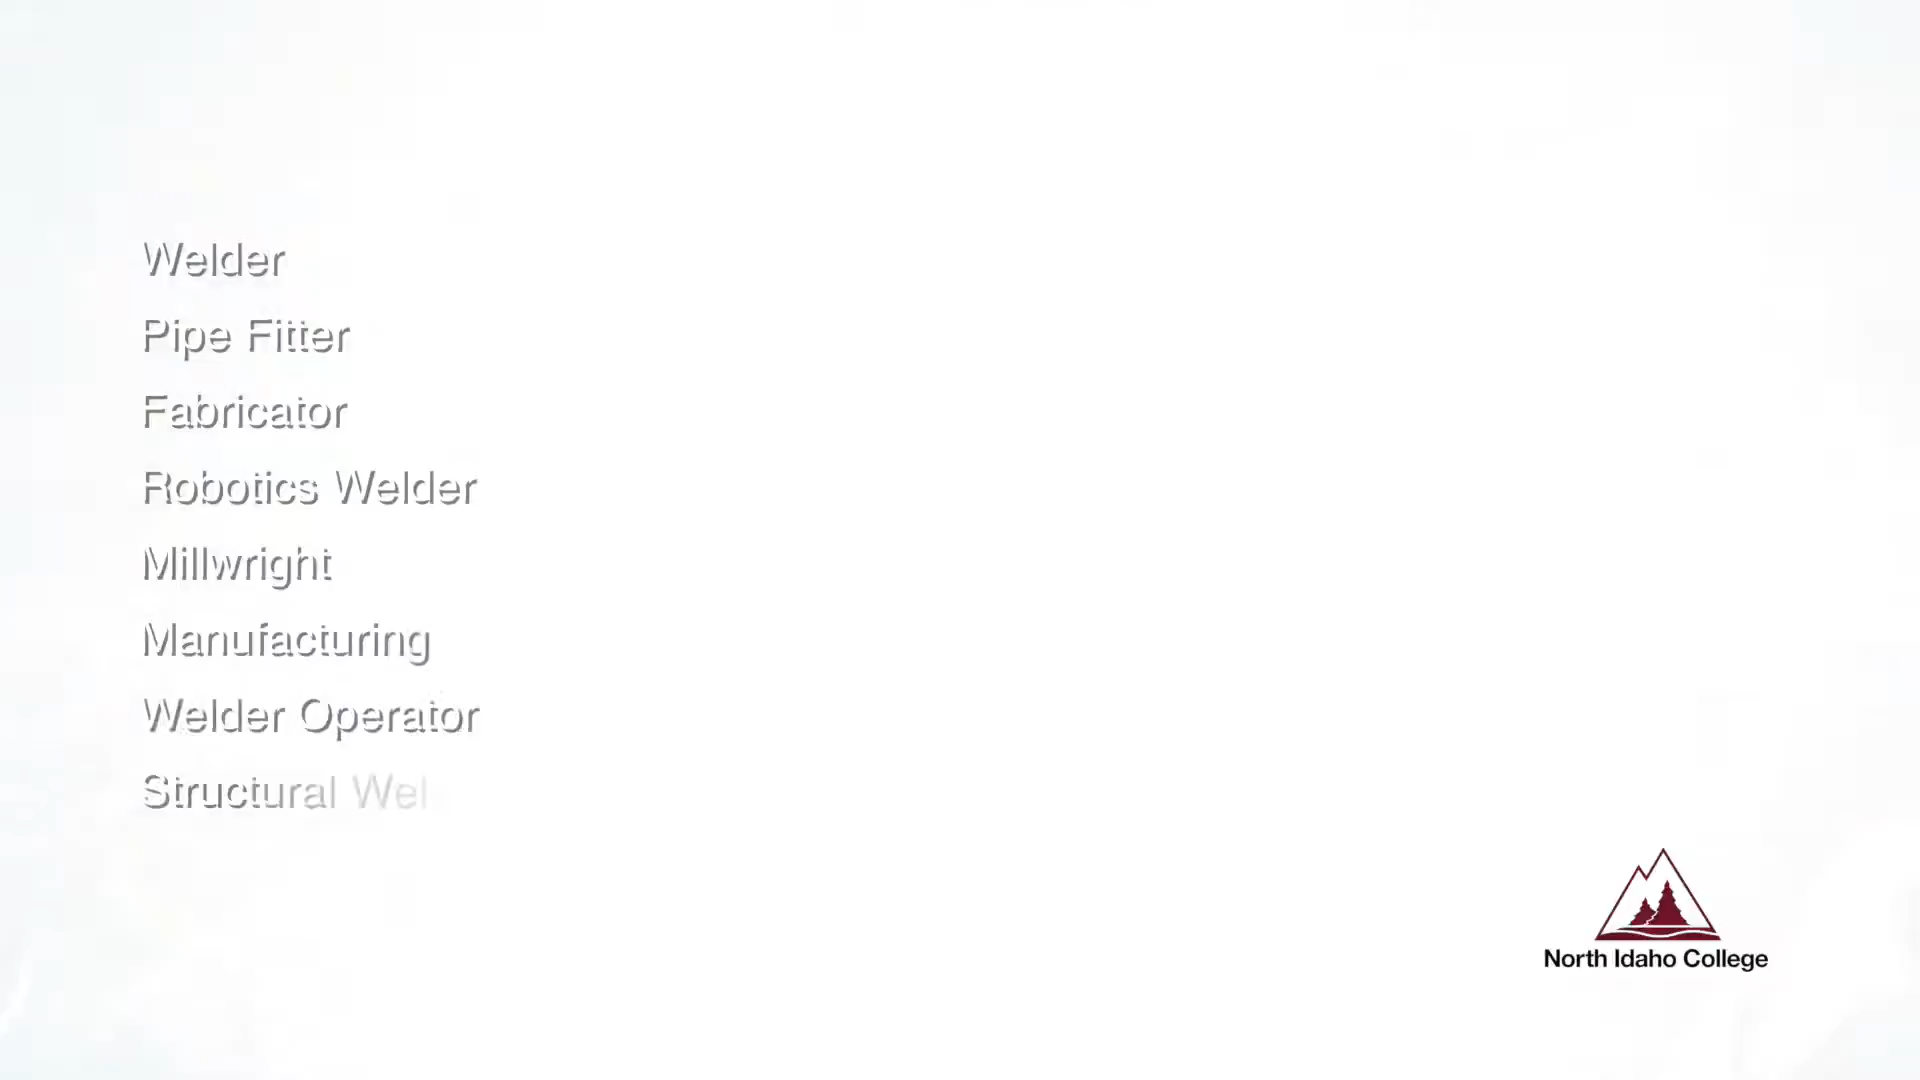 Welder
Pipe Fitter
Fabricator
Robotics Welder
Millwright
Manufacturing
Welder Operator
Structural Wel
North Idaho College